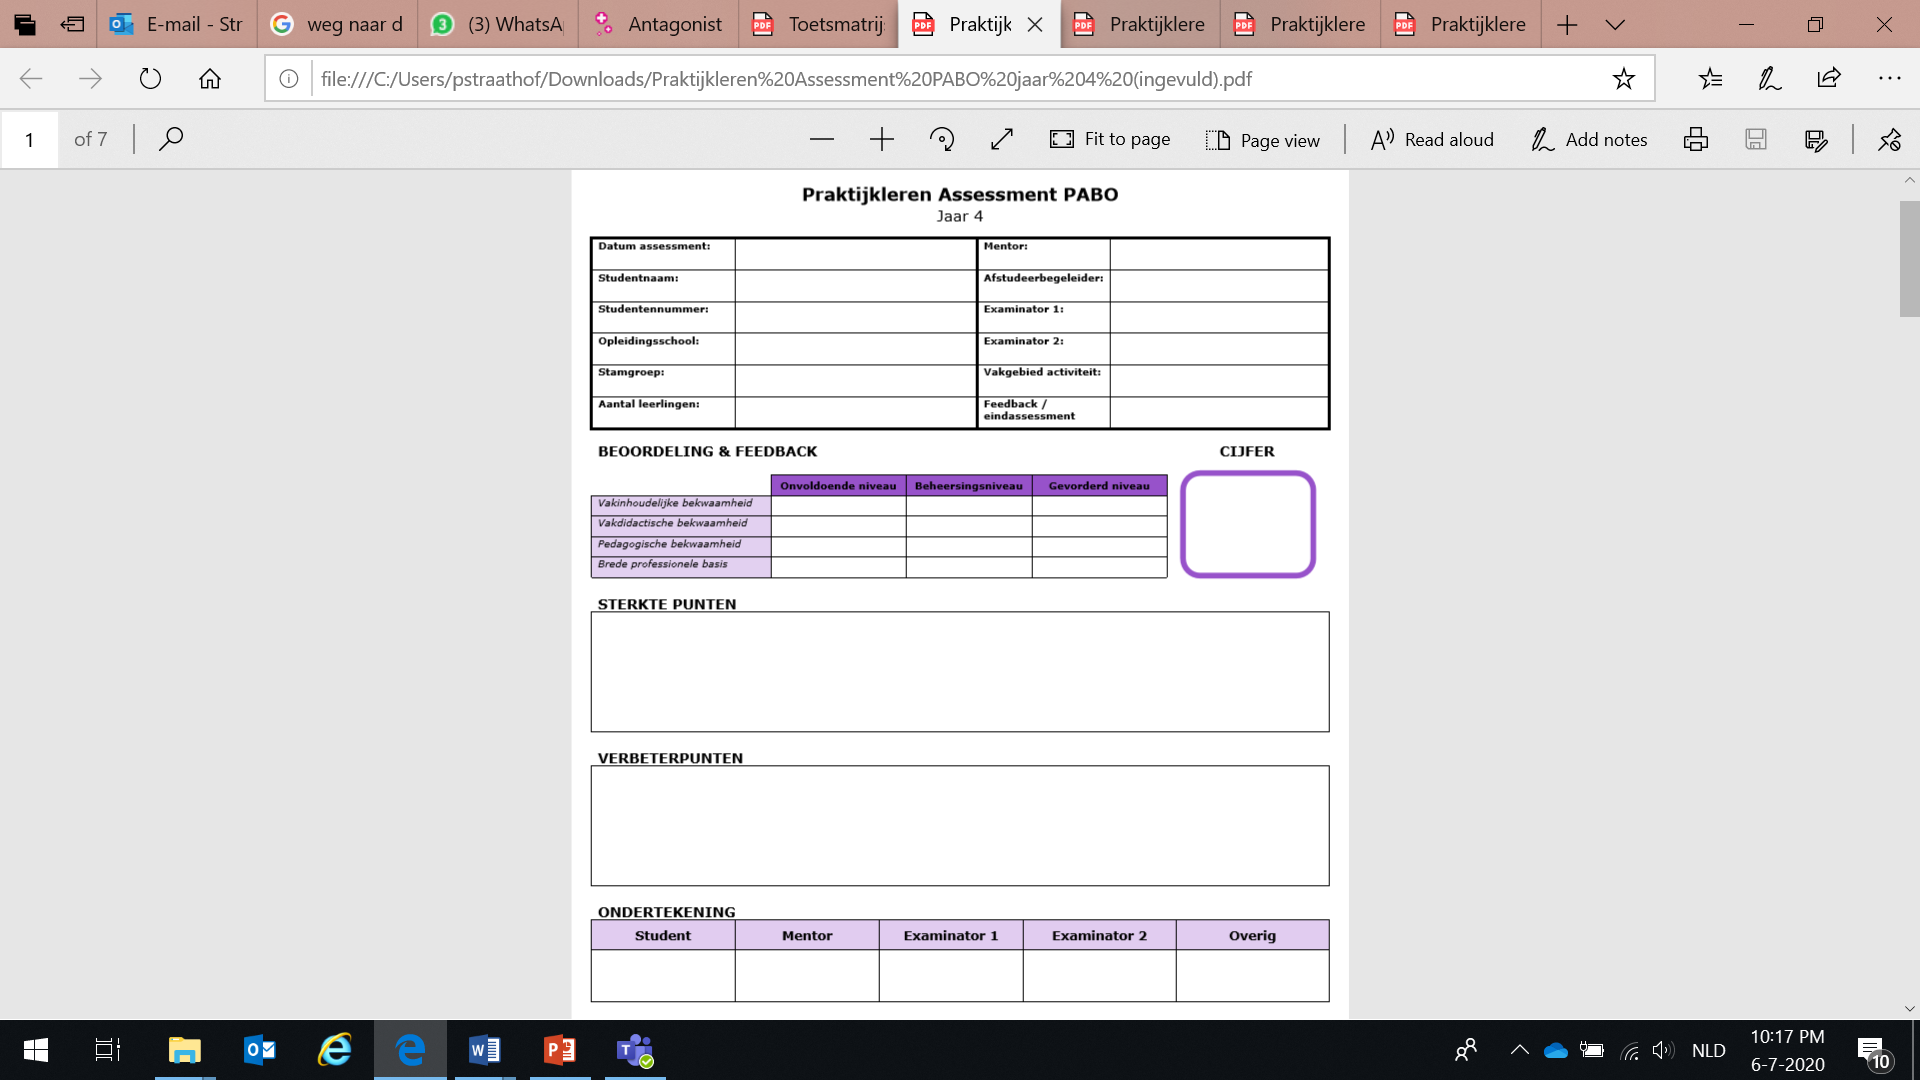 E-mail - Str
weg naar d
(3) WhatsA
Antagonist
Toetsmatrij
Praktijk
Praktijklere
Praktijklere
Praktijklere
file:///C:/Users/pstraathof/Downloads/Praktijkleren%20Assessment%20PABO%20jaar%204%20(ingevuld).pdf
1 of 7
Fit to page
Page view
Read aloud
Add notes
Praktijkleren Assessment PABO
Jaar 4
Datum assessment: Mentor:
Studentnaam: Afstudeerbegeleider:
Studentennummer: Examinator 1:
Opleidingsschool: Examinator 2:
Stamgroep: Vakgebied activiteit:
Aantal leerlingen: Feedback /
eindassessment
BEOORDELING & FEEDBACK CIJFER
Onvoldoende niveau Beheersingsniveau Gevorderd niveau
Vakinhoudelijke bekwaamheid
Vakdidactische bekwaamheid
Pedagogische bekwaamheid
Brede professionele basis
STERKTE PUNTEN
VERBETERPUNTEN
ONDERTEKENING
Student Mentor Examinator 1 Examinator 2 Overig
NLD
10:17 PM
6-7-2020
10